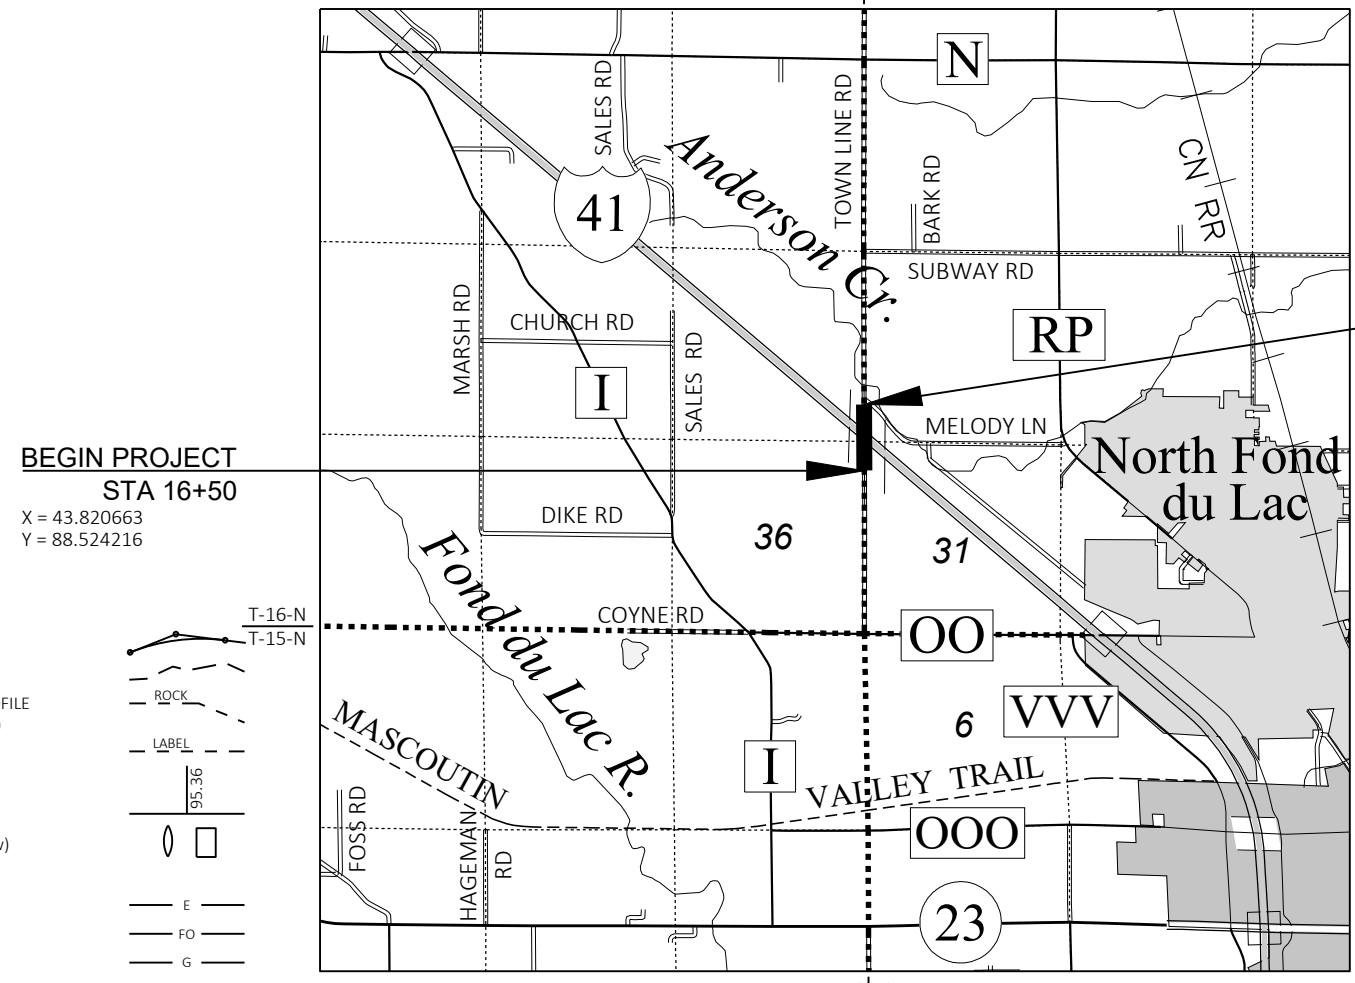 N
SALES RD
TOWN LINE RD
Anderson Cr.
BARK RD
CN RR
41
SUBWAY RD
MARSH RD
CHURCH RD
SALES RD
RP
I
MELODY LN
North Fond
du Lac
BEGIN PROJECT
STA 16+50
X = 43.820663
Y = 88.524216
DIKE RD
36
31
Fond du Lac R.
T-16-N
T-15-N
COYNE RD
OO
ROCK
LABEL
95.36
MASCOUTIN
VALLEY TRAIL
VVV
6
I
FOSS RD
HAGEMAN
RD
OOO
23
E
FO
G